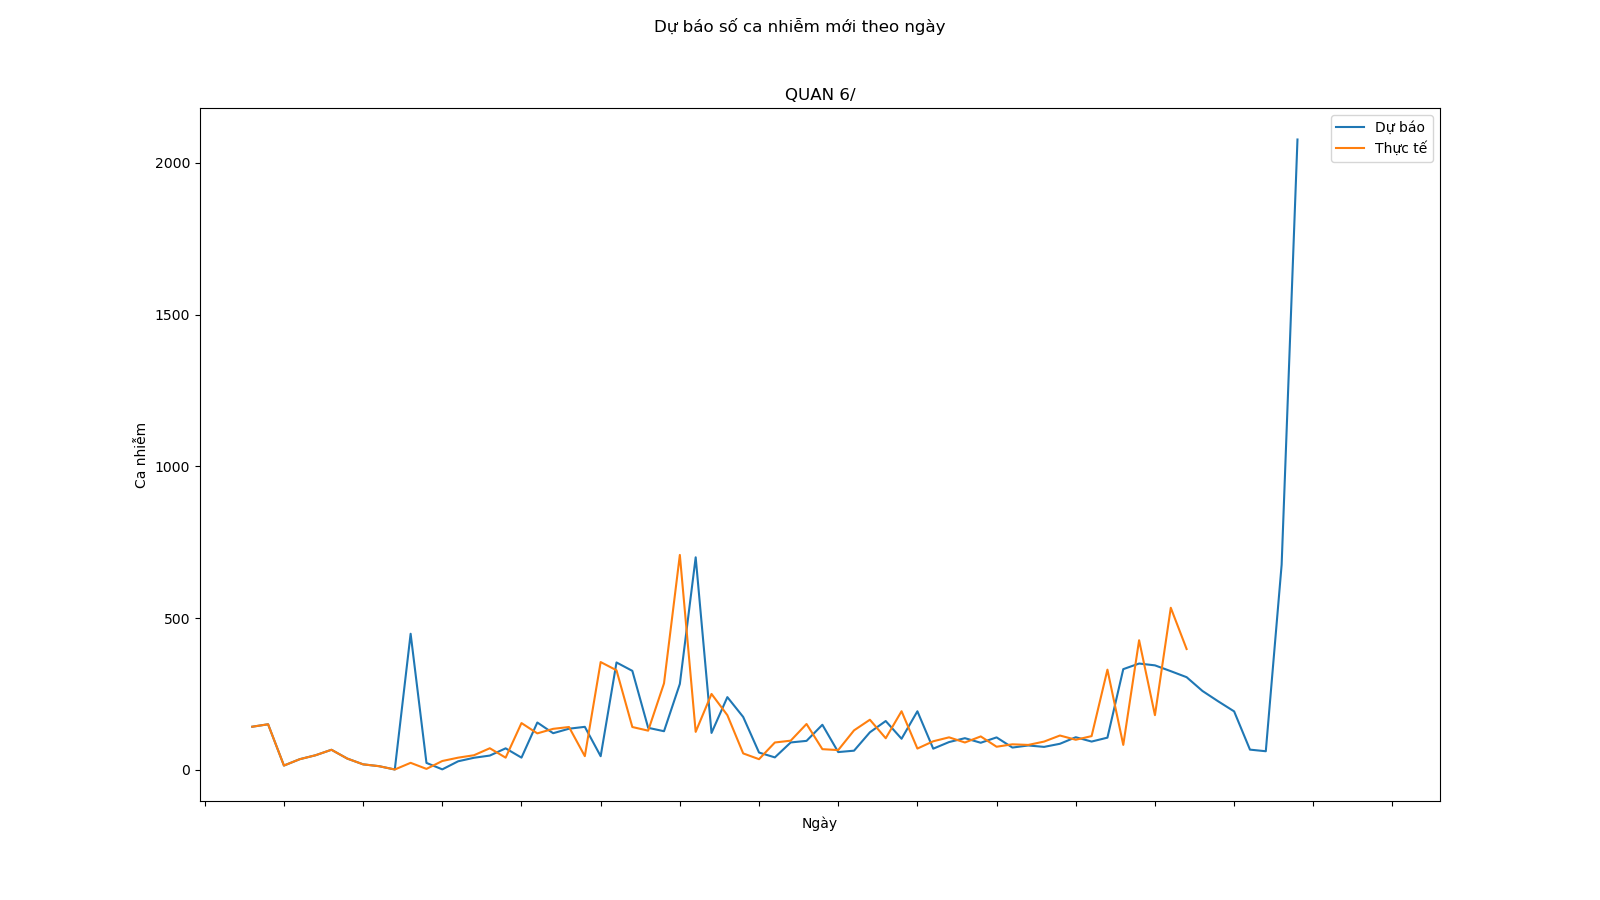 Dự báo số ca nhiễm mới theo ngày
QUAN 6/
Dự báo
Thực tế
2000
1500
1000
500
0
Ca nhiễm
Ngày